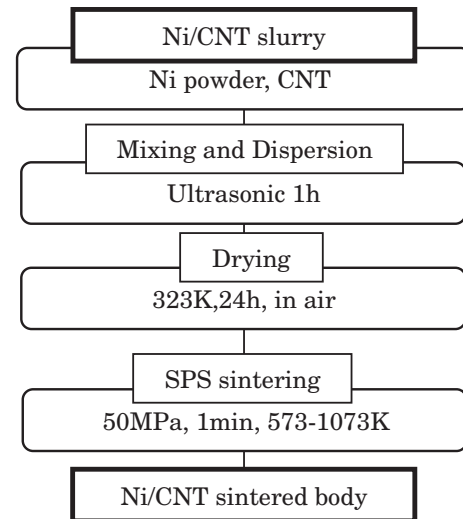 Ni/CNT slurry
Ni powder, CNT
Mixing and Dispersion
Ultrasonic 1h
Drying
323K,24h, in air
SPS sintering
50MPa, 1min, 573-1073K
Ni/CNT sintered body